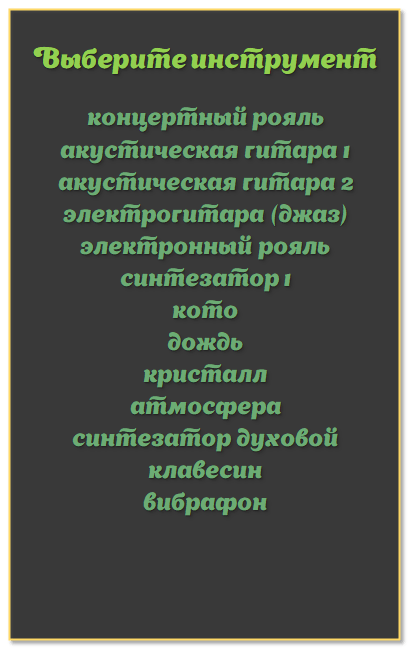 Выберите инструмент
концертный рояль
акустическая гитара 1
акустическая гитара 2
электрогитара (джаз)
электронный рояль
синтезатор 1
кото
дождь
кристалл
атмосфера
синтезатор духовой
клавесин
вибрафон